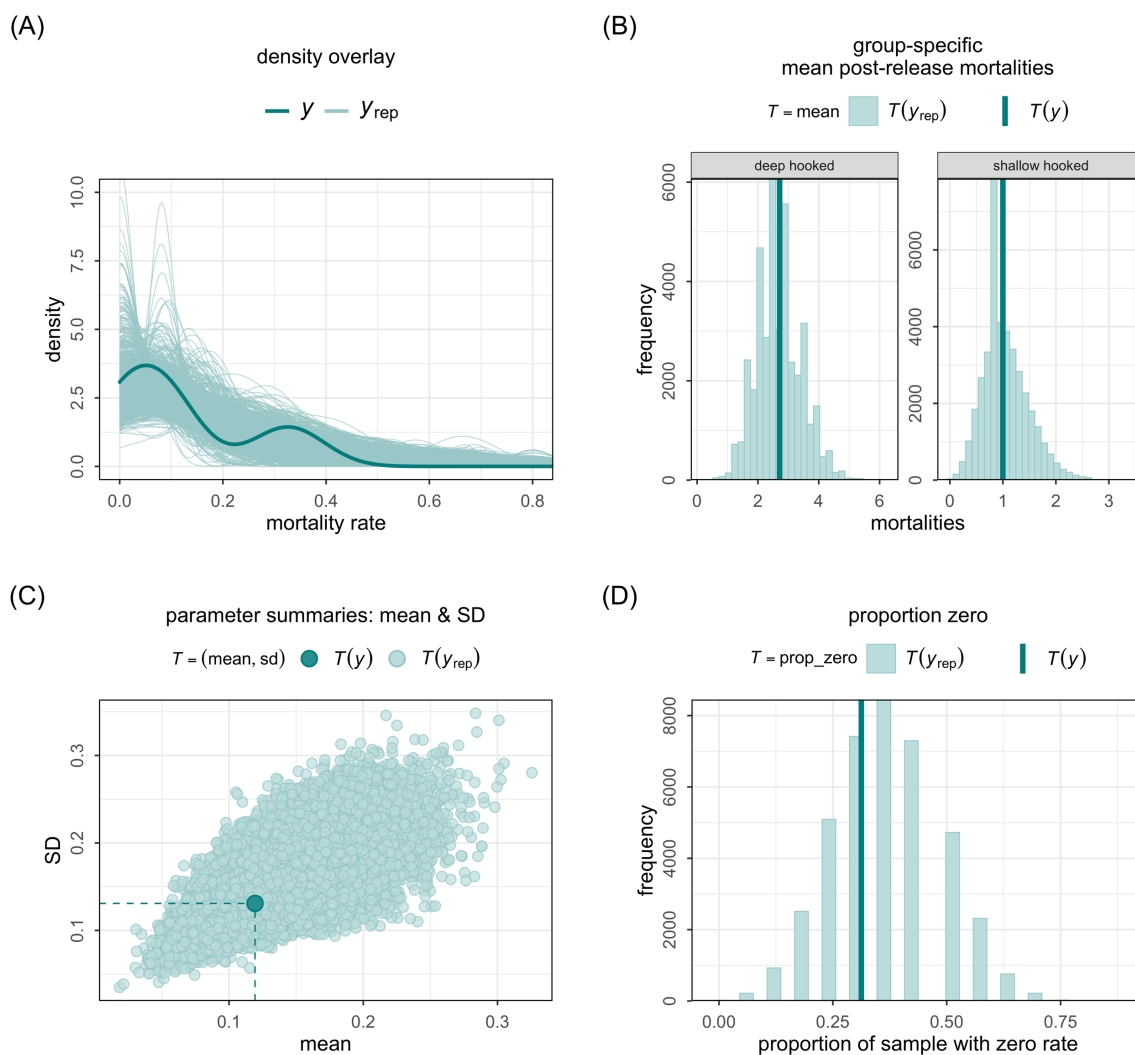 (A)
density overlay
y yrep
10.0
7.5
5.0
2.5
0.0
density
0.0 0.2 0.4 0.6 0.8
mortality rate
(B)
group-specific
mean post-release mortalities
T = mean T(yrep) T(y)
deep hooked
6000
4000
2000
0
frequency
0 2 4 6
shallow hooked
6000
4000
2000
0
0 1 2 3
mortalities
(C)
parameter summaries: mean & SD
T = (mean, sd) T(y) T(yrep)
0.3
0.2
0.1
SD
0.1 0.2 0.3
mean
(D)
proportion zero
T = prop_zero T(yrep) T(y)
8000
6000
4000
2000
0
frequency
0.00 0.25 0.50 0.75
proportion of sample with zero rate